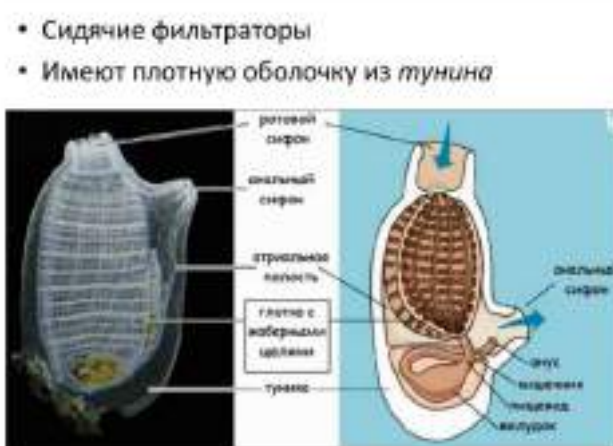 • Сидячие фильтраторы
• Имеют плотную оболочку из тунина
ротовой
сифон
анальный
сифон
атриальная
полость
глотка с
жаберными
щелями
туника
анальный
сифон
анус
кишечник
пищевод
желудок